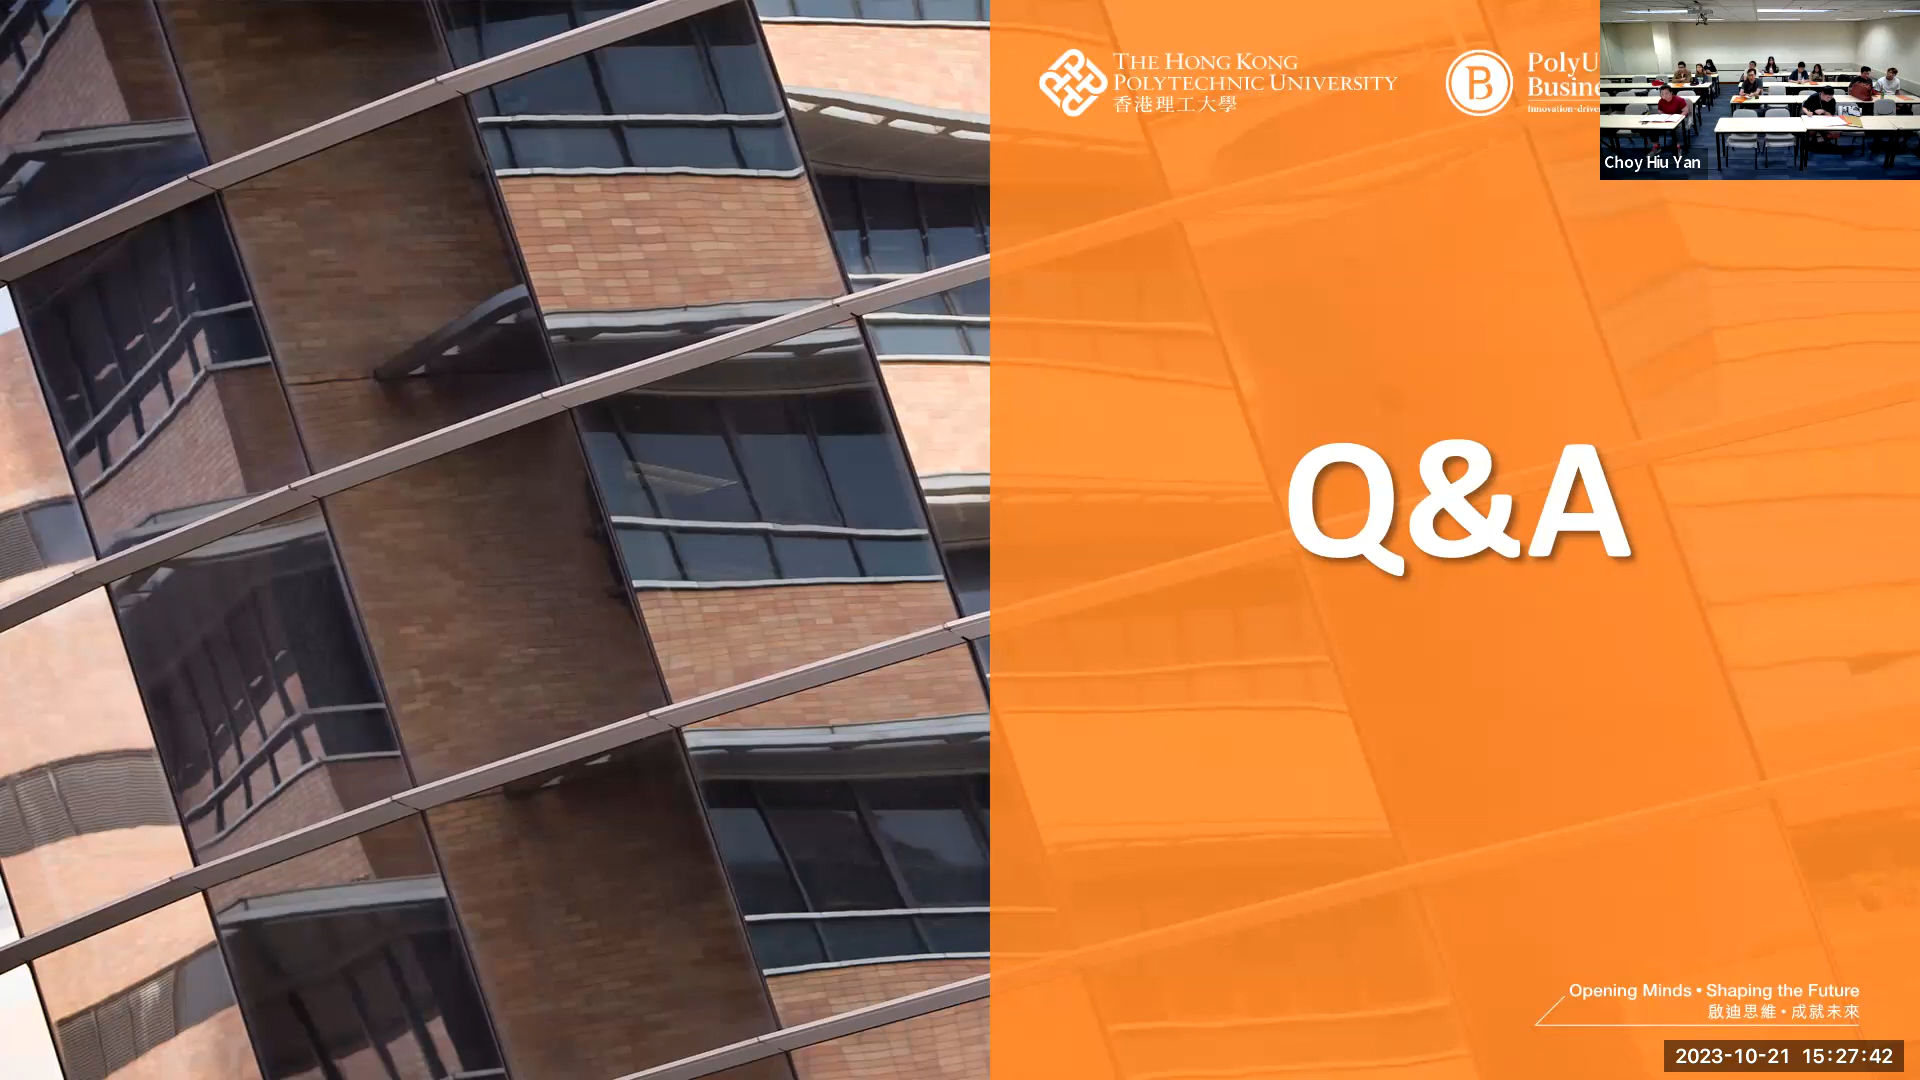 THE HONG KONG
POLYTECHNIC UNIVERSITY
香港理工大學
B
PolyU
Choy Hiu Yan
Q&A
Opening Minds • Shaping the Future
啟迪思維 • 成就未來
2023-10-21 15:27:42